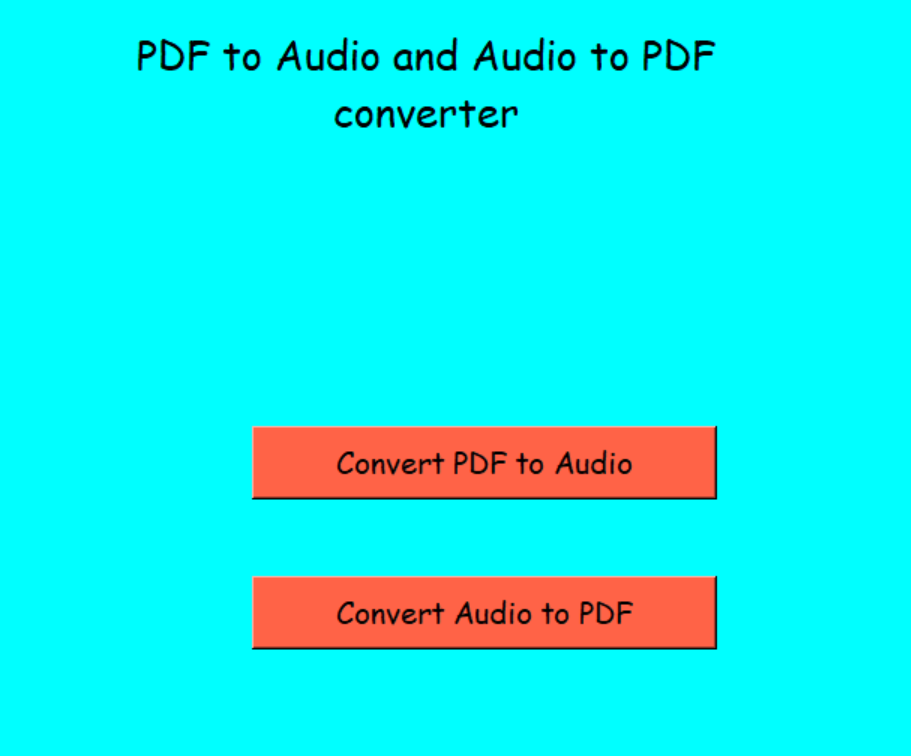 PDF to Audio and Audio to PDF
converter
Convert PDF to Audio
Convert Audio to PDF